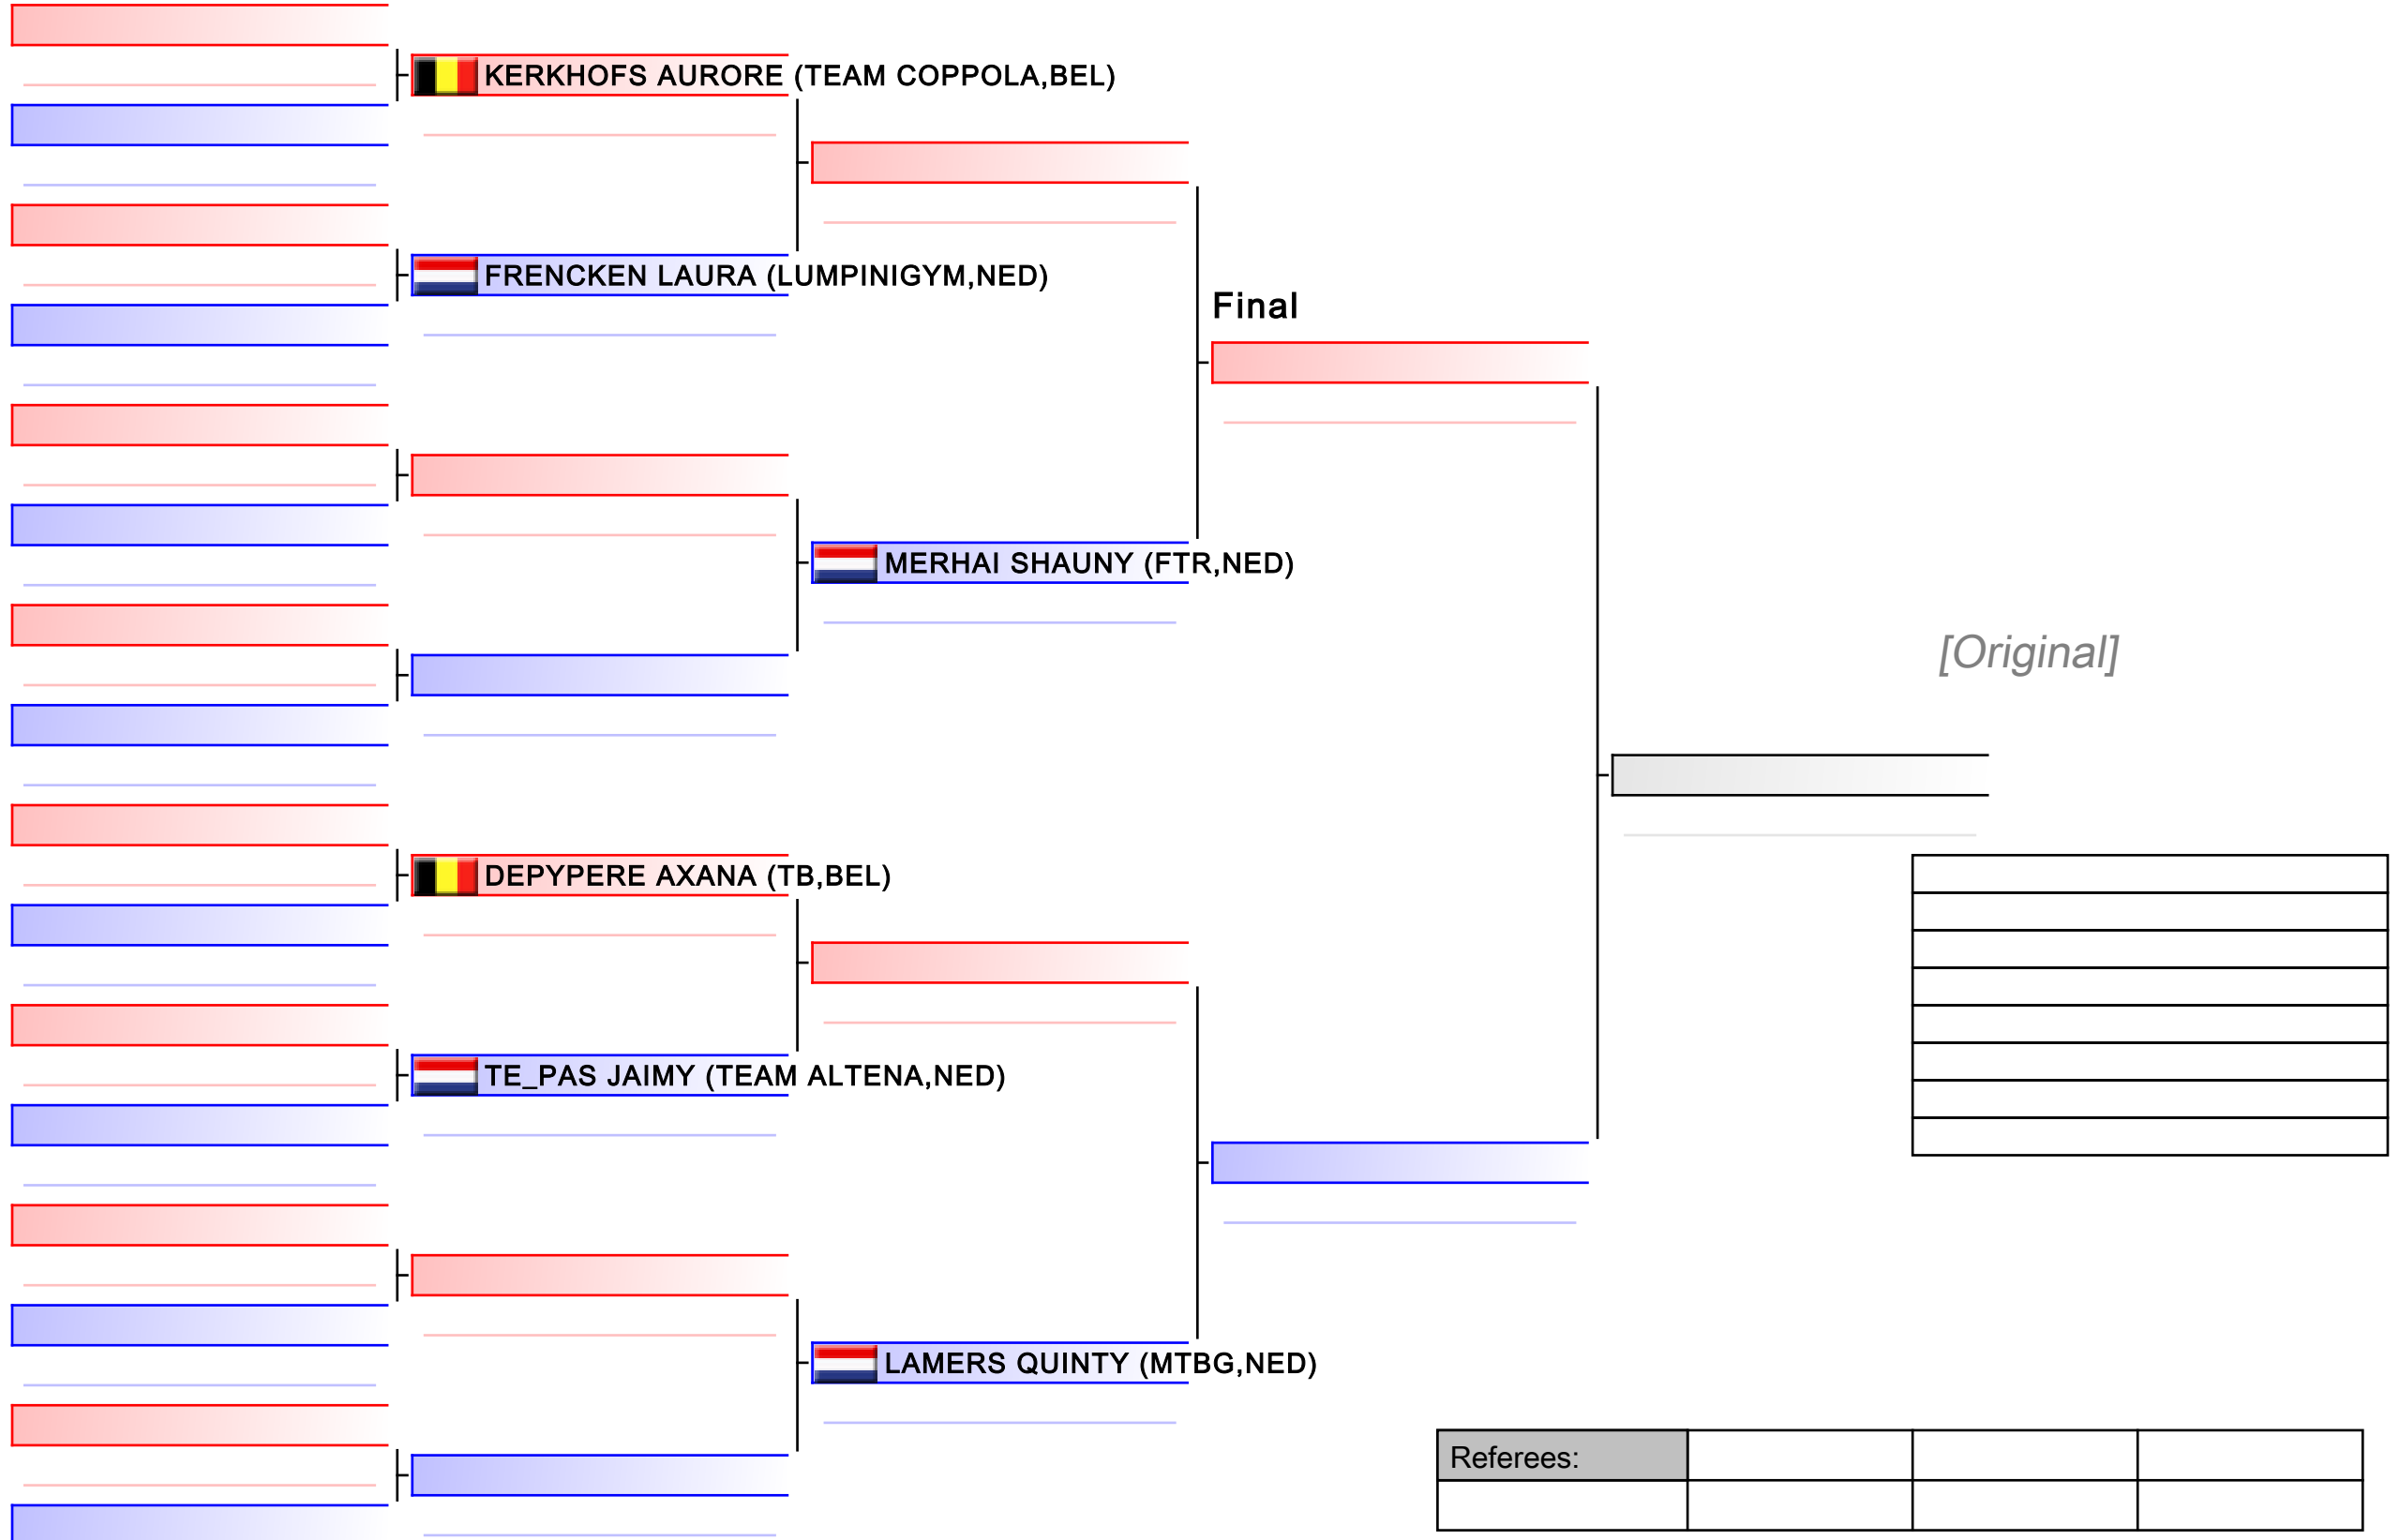 KERKHOFS AURORE (TEAM COPPOLA,BEL)
FRENCKEN LAURA (LUMPINIGYM,NED)
Final
MERHAI SHAUNY (FTR,NED)
[Original]
DEPYPERE AXANA (TB,BEL)
TE_PAS JAIMY (TEAM ALTENA,NED)
LAMERS QUINTY (MTBG,NED)
Referees: